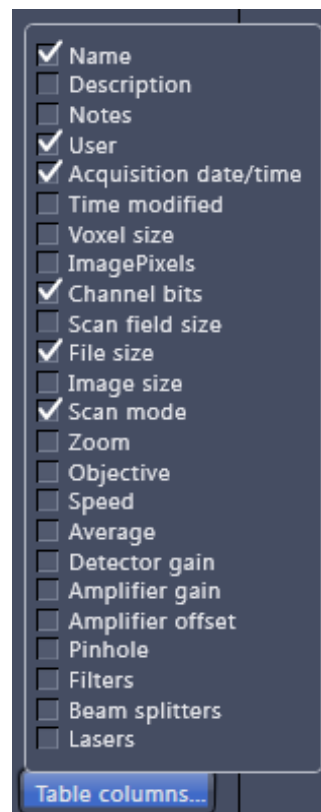 Name
Description
Notes
User
Acquisition date/time
Time modified
Voxel size
ImagePixels
Channel bits
Scan field size
File size
Image size
Scan mode
Zoom
Objective
Speed
Average
Detector gain
Amplifier gain
Amplifier offset
Pinhole
Filters
Beam splitters
Lasers
Table columns...